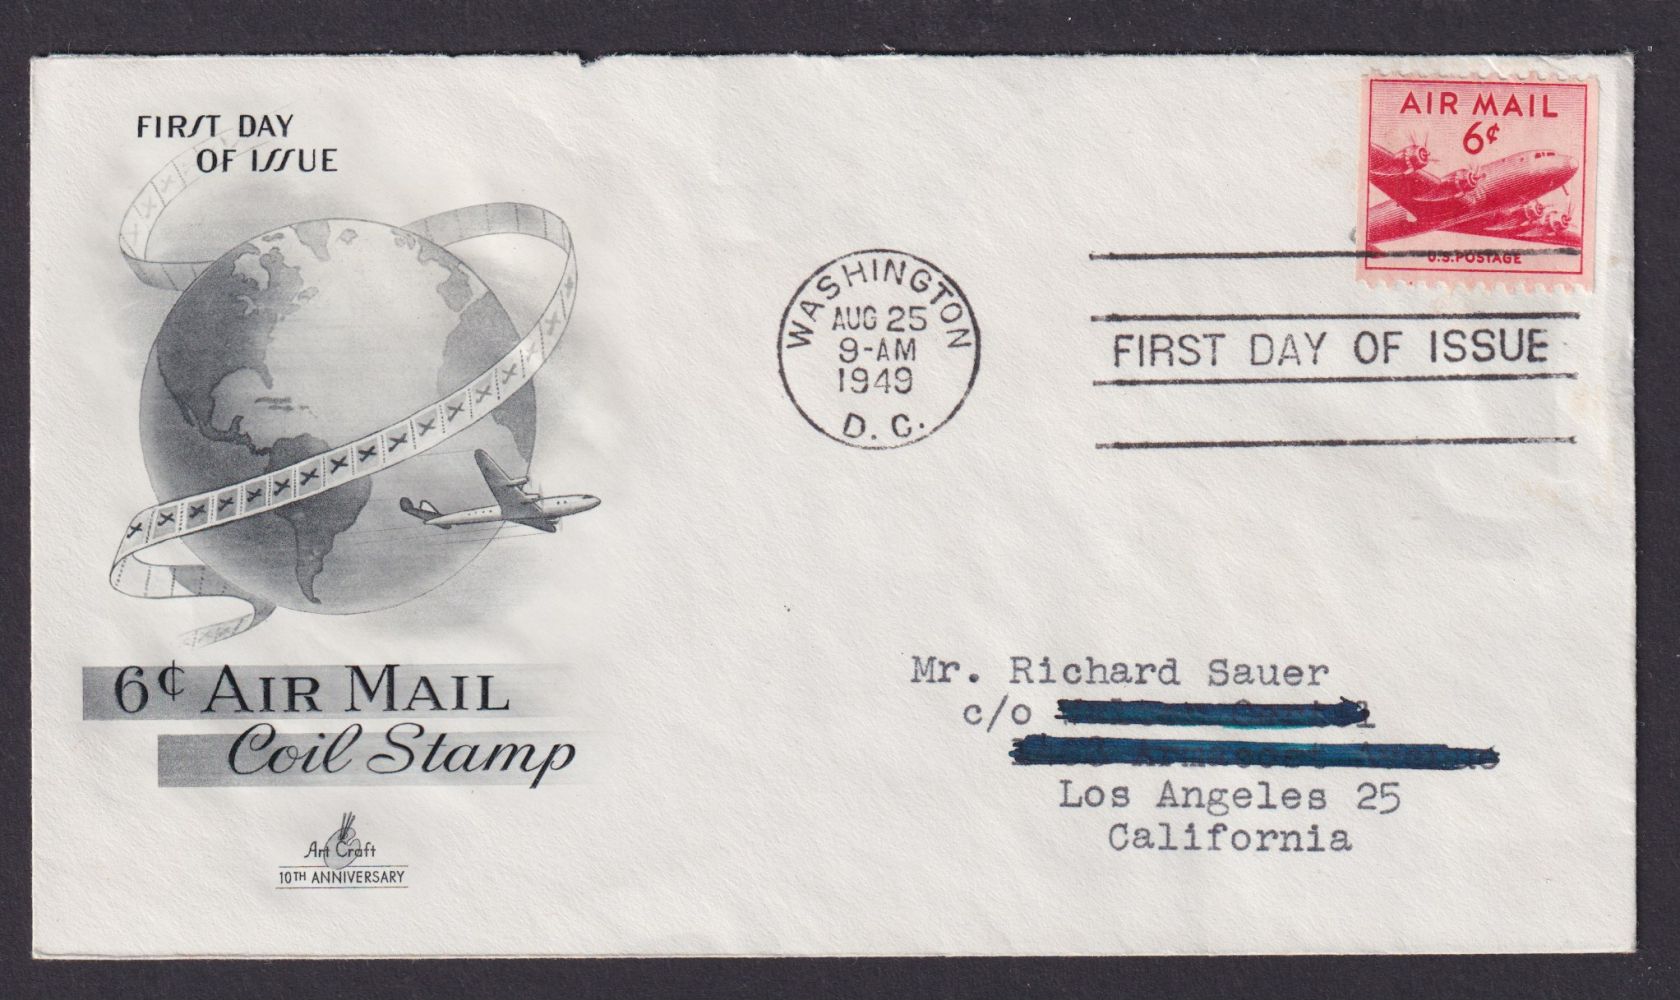 FIRST DAY
OF ISSUE
AIR MAIL
6¢
U.S. POSTAGE
WASHINGTON
AUG 25
9-AM
1949
D. C.
FIRST DAY OF ISSUE
Mr. Richard Sauer
c/o
Los Angeles 25
California
6¢ AIR MAIL
Coil Stamp
Art Craft
10TH ANNIVERSARY